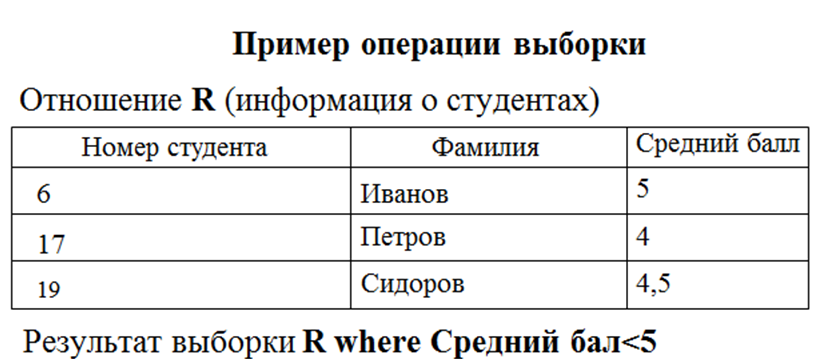 Пример операции выборки
Отношение R (информация о студентах)
Номер студента Фамилия Средний балл
6 Иванов 5
17 Петров 4
19 Сидоров 4,5
Результат выборки R where Средний бал<5